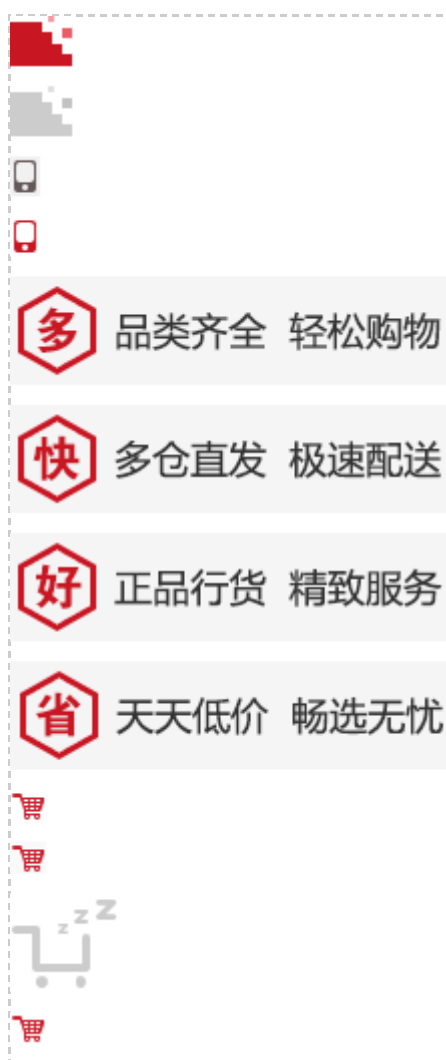 多 品类齐全 轻松购物
快 多仓直发 极速配送
好 正品行货 精致服务
省 天天低价 畅选无忧
z z Z